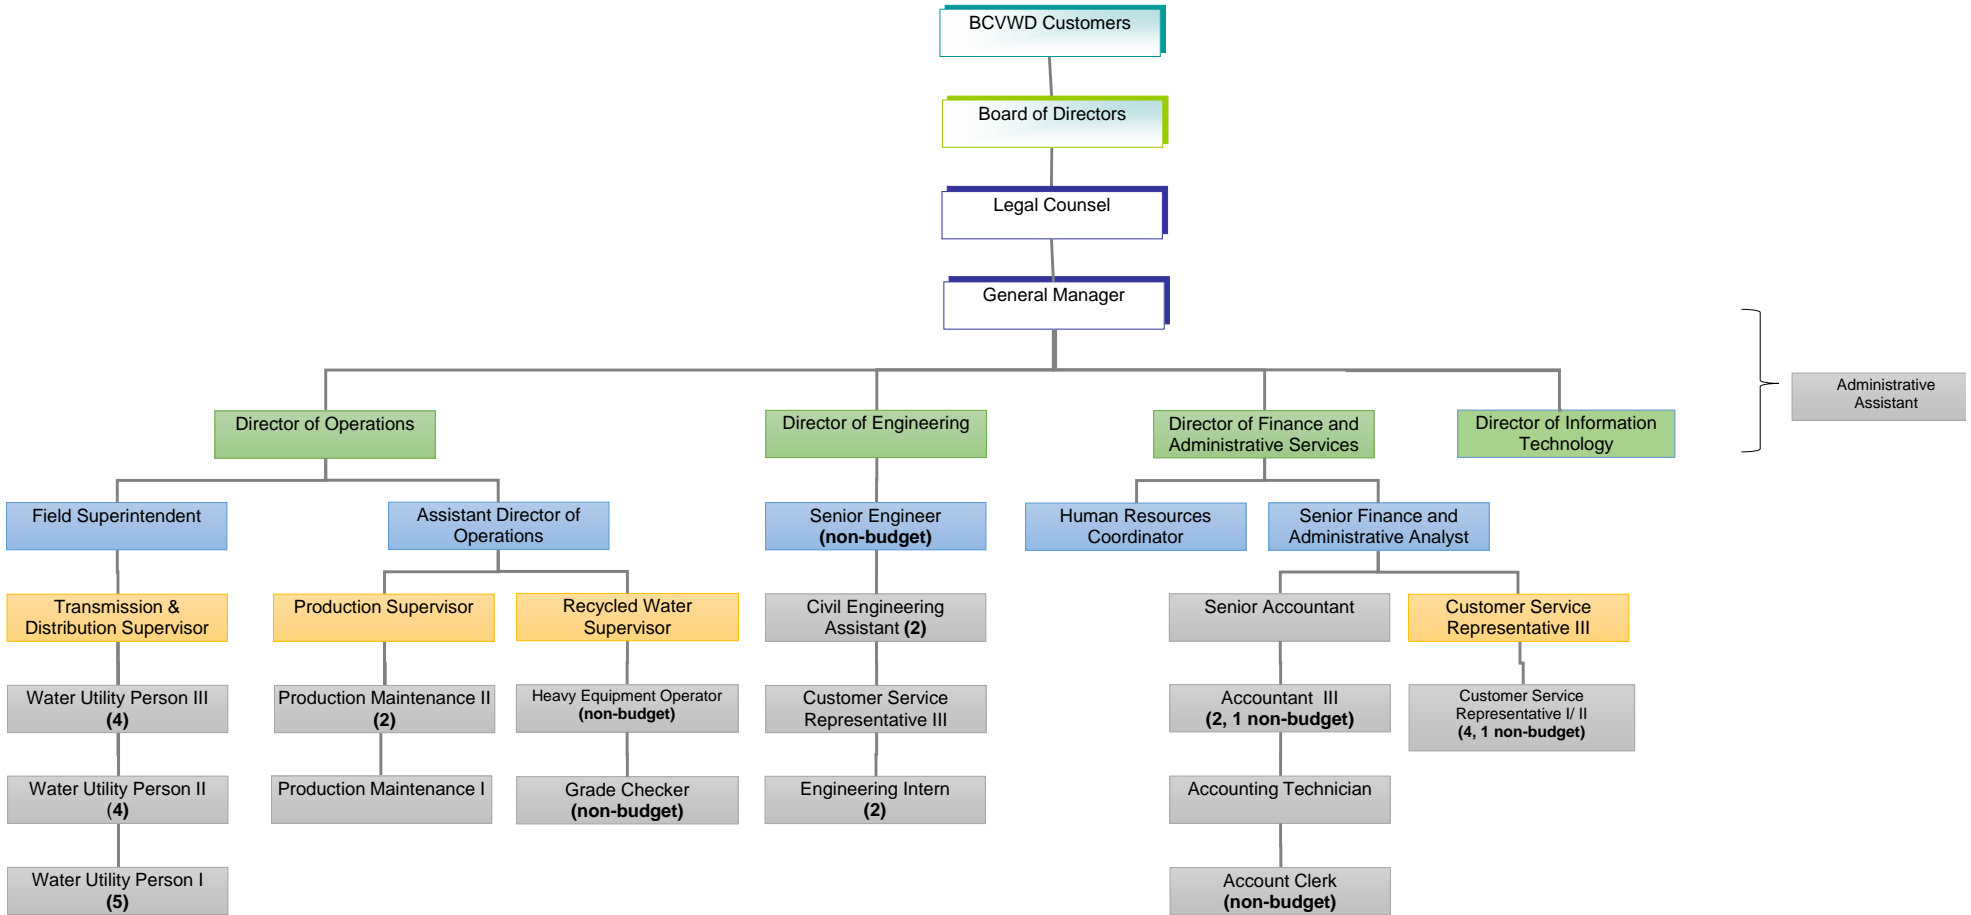 BCVWD Customers
Board of Directors
Legal Counsel
General Manager
Administrative
Assistant
Director of Operations
Director of Engineering
Director of Finance and
Administrative Services
Director of Information
Technology
Field Superintendent
Assistant Director of
Operations
Senior Engineer
(non-budget)
Human Resources
Coordinator
Senior Finance and
Administrative Analyst
Transmission &
Distribution Supervisor
Production Supervisor
Recycled Water
Supervisor
Civil Engineering
Assistant (2)
Senior Accountant
Customer Service
Representative III
Water Utility Person III
(4)
Production Maintenance II
(2)
Heavy Equipment Operator
(non-budget)
Customer Service
Representative III
Accountant III
(2, 1 non-budget)
Customer Service
Representative I/ II
(4, 1 non-budget)
Water Utility Person II
(4)
Production Maintenance I
Grade Checker
(non-budget)
Engineering Intern
(2)
Accounting Technician
Water Utility Person I
(5)
Account Clerk
(non-budget)